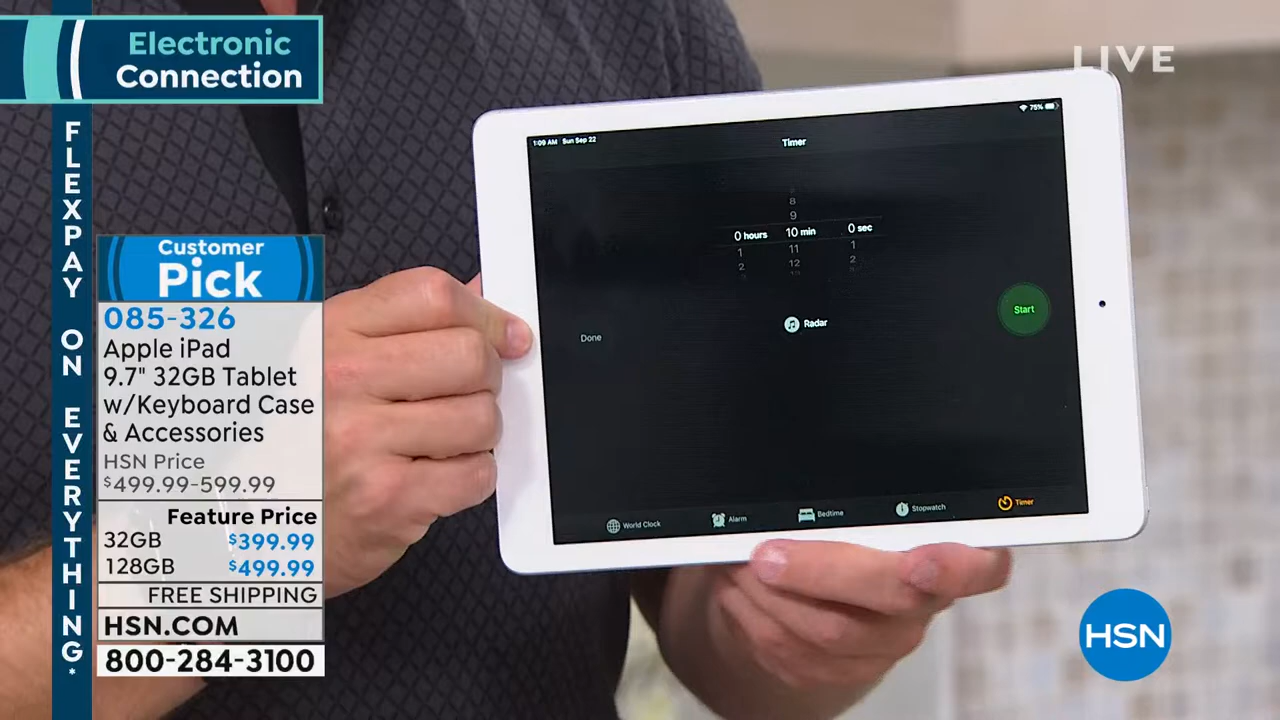 Electronic
Connection
LIVE
FLEXPAY ON EVERYTHING*
Customer
Pick
085-326
Apple iPad
9.7" 32GB Tablet
w/Keyboard Case
& Accessories
HSN Price
$499.99-599.99
Feature Price
32GB $399.99
128GB $499.99
FREE SHIPPING
HSN.COM
800-284-3100
1:09 AM Sun Sep 22
75%
Timer
8
9
0 hours 10 min 0 sec
1 11 1
2 12 2
Radar
Start
Done
World Clock Alarm Bedtime Stopwatch Timer
HSN